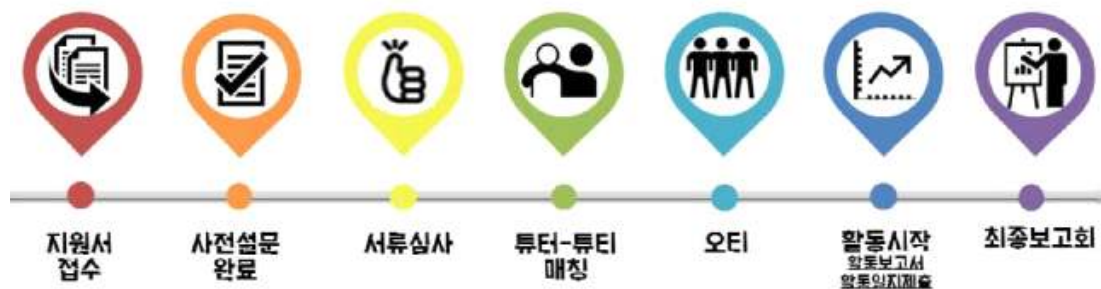 지원서
접수
사전설문
완료
서류심사
튜터-튜티
매칭
오티
활동시작
활동보고서
활동일지제출
최종보고회